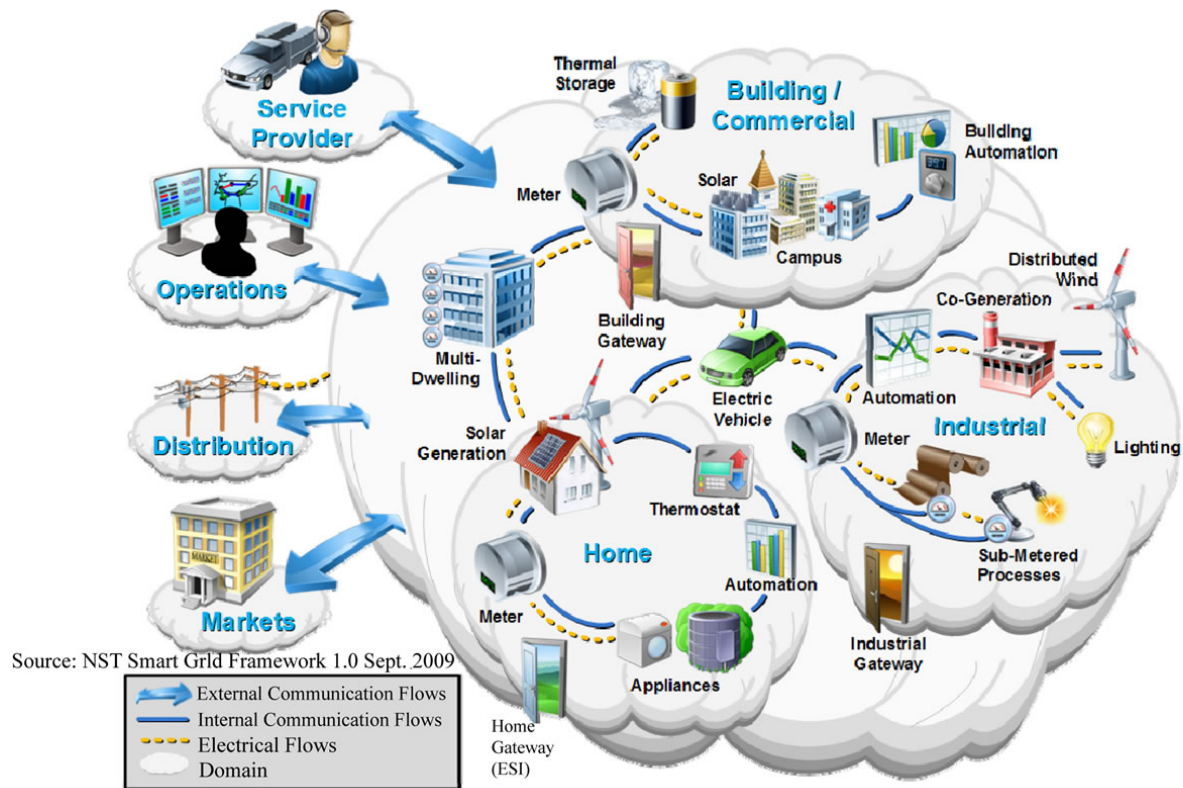 Service
Provider
Operations
Distribution
MARKET
Markets
Thermal
Storage
Building /
Commercial
Building
Automation
Meter
Solar
Campus
Building
Gateway
Multi-
Dwelling
Electric
Vehicle
Distributed
Wind
Co-Generation
Automation
Meter
Industrial
Lighting
Sub-Metered
Processes
Industrial
Gateway
Solar
Generation
Thermostat
Home
Meter
Automation
Appliances
Home
Gateway
(ESI)
Source: NST Smart Grld Framework 1.0 Sept. 2009
External Communication Flows
Internal Communication Flows
Electrical Flows
Domain